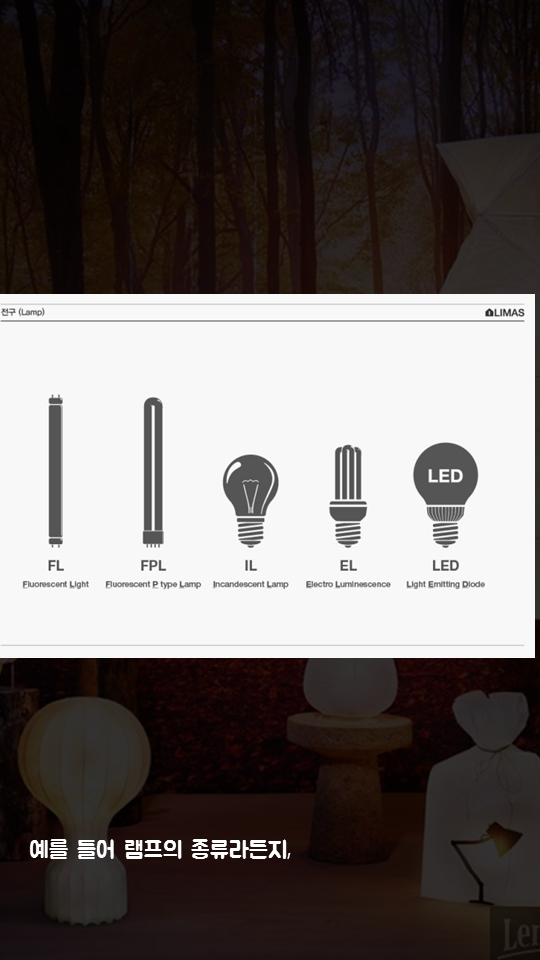 전구 (Lamp)
LIMAS
LED
FL
FPL
IL
EL
LED
Fluorescent Light
Fluorescent P type Lamp
Incandescent Lamp
Electro Luminescence
Light Emitting Diode
예를 들어 램프의 종류라든지,